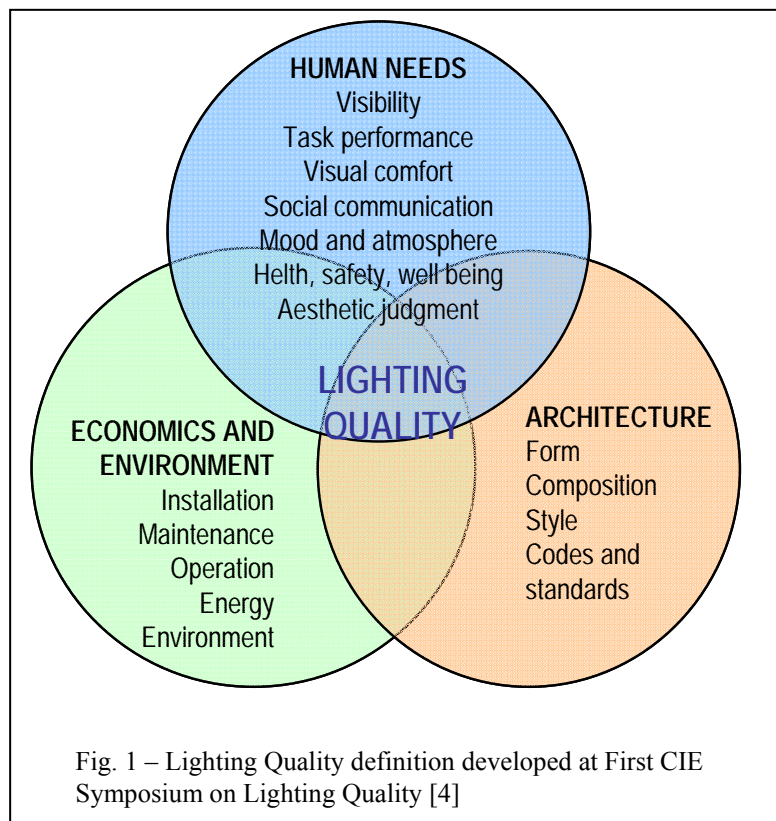 HUMAN NEEDS
Visibility
Task performance
Visual comfort
Social communication
Mood and atmosphere
Helth, safety, well being
Aesthetic judgment
LIGHTING
QUALITY
ECONOMICS AND
ENVIRONMENT
Installation
Maintenance
Operation
Energy
Environment
ARCHITECTURE
Form
Composition
Style
Codes and
standards
Fig. 1 – Lighting Quality definition developed at First CIE
Symposium on Lighting Quality [4]